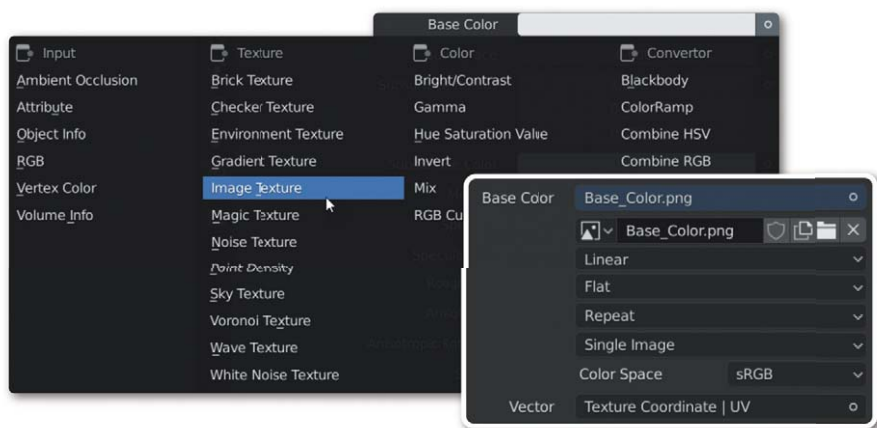 Base Color
Input
Ambient Occlusion
Attribute
Object Info
RGB
Vertex Color
Volume Info
Texture
Brick Texture
Checker Texture
Environment Texture
Gradient Texture
Image Texture
Magic Texture
Noise Texture
Point Density
Sky Texture
Voronoi Texture
Wave Texture
White Noise Texture
Color
Bright/Contrast
Gamma
Hue Saturation Value
Invert
Mix
RGB Cu
Convertor
Blackbody
ColorRamp
Combine HSV
Combine RGB
Base Color Base_Color.png
Base_Color.png
Linear
Flat
Repeat
Single Image
Color Space sRGB
Vector Texture Coordinate | UV